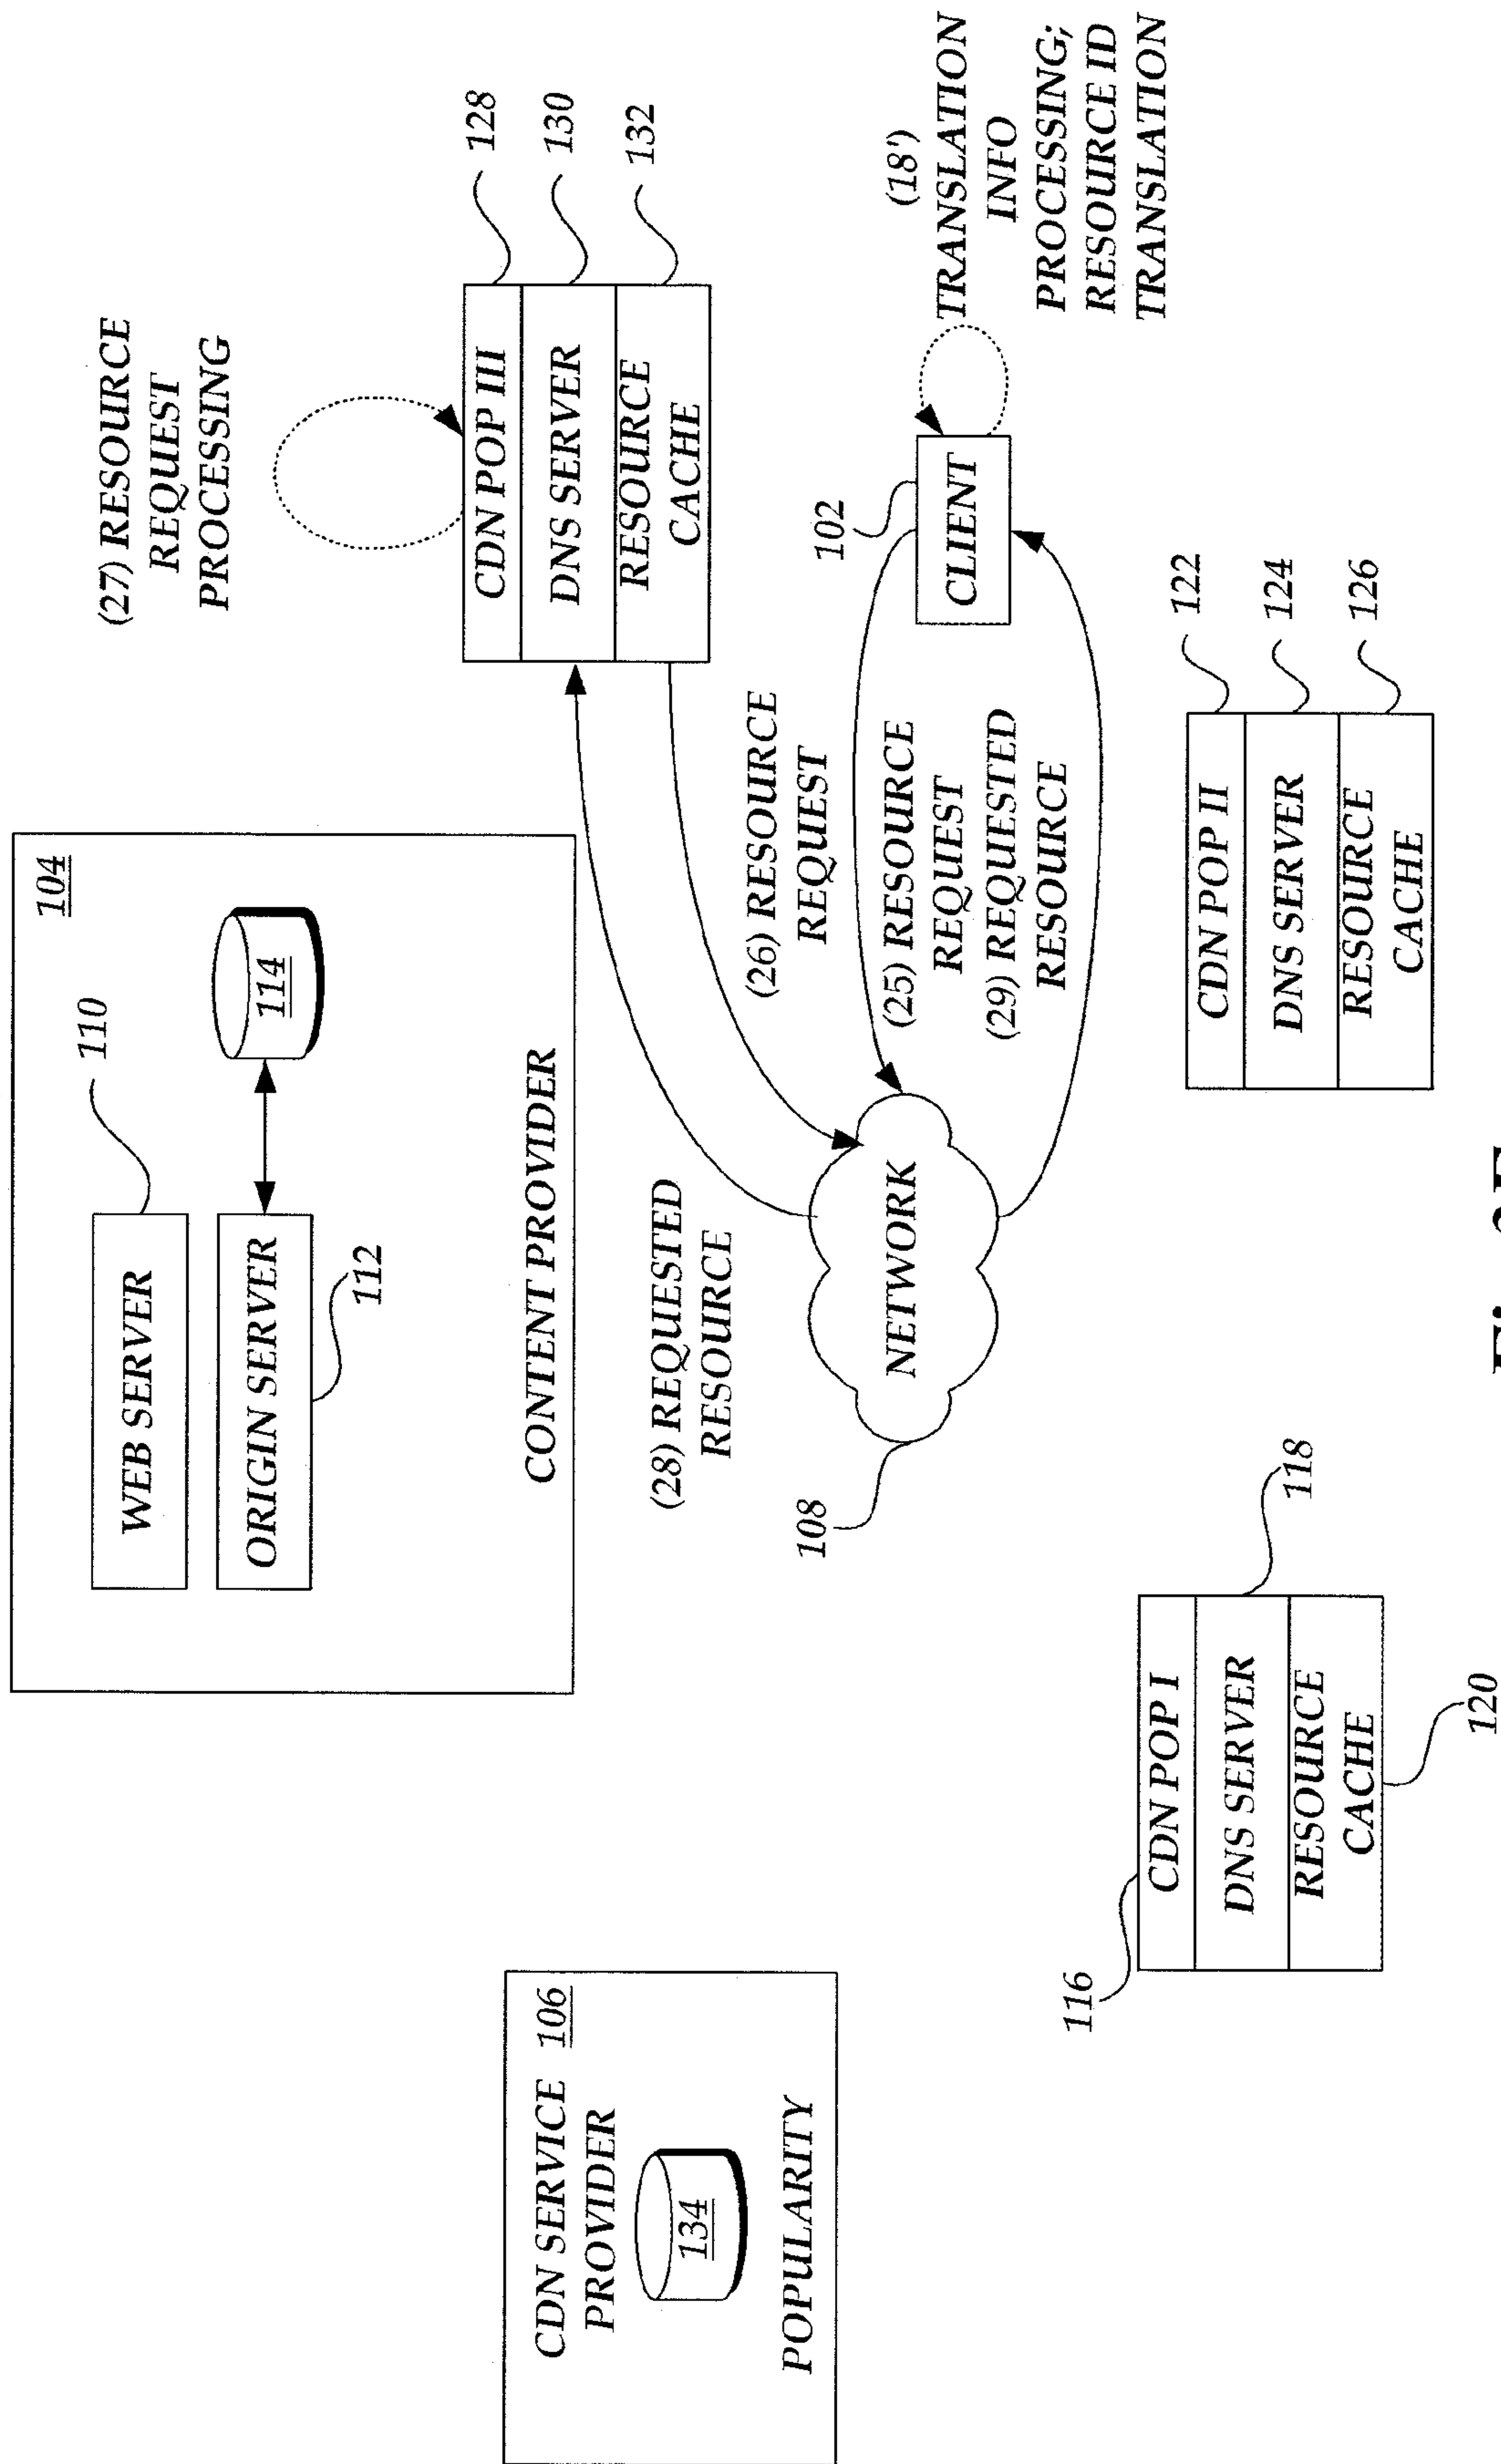 104
WEB SERVER
110
ORIGIN SERVER
112
114
CONTENT PROVIDER
(27) RESOURCE
REQUEST
PROCESSING
CDN POP III
128
DNS SERVER
130
RESOURCE
CACHE
132
CDN SERVICE
PROVIDER
106
134
POPULARITY
(28) REQUESTED
RESOURCE
(26) RESOURCE
REQUEST
108
NETWORK
(25) RESOURCE
REQUEST
(29) REQUESTED
RESOURCE
102
CLIENT
(18')
TRANSLATION
INFO
PROCESSING;
RESOURCE ID
TRANSLATION
116
CDN POP I
DNS SERVER
118
RESOURCE
CACHE
120
CDN POP II
122
DNS SERVER
124
RESOURCE
CACHE
126